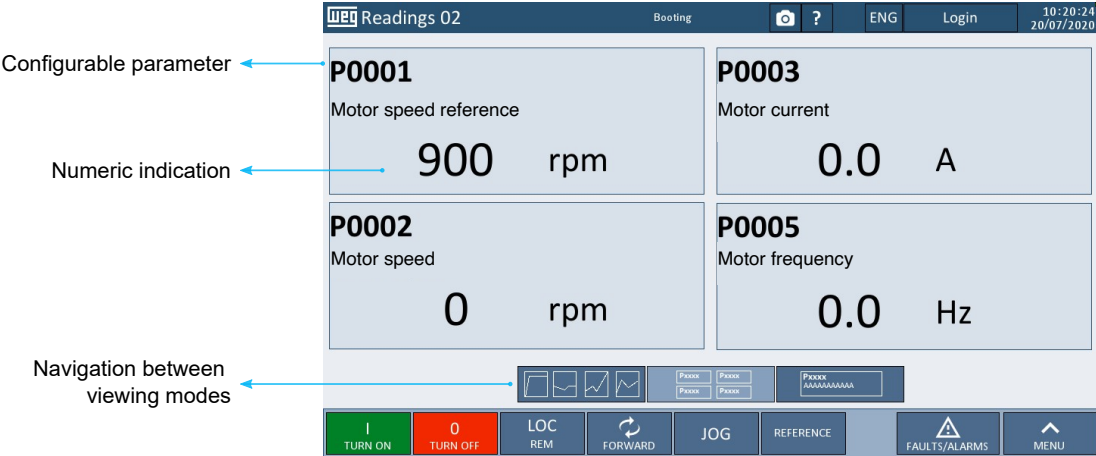 WEG Readings 02 Booting ? ENG Login 10:20:24
20/07/2020
Configurable parameter
P0001
Motor speed reference
900 rpm
Numeric indication
P0003
Motor current
0.0 A
P0002
Motor speed
0 rpm
P0005
Motor frequency
0.0 Hz
Navigation between
viewing modes
Pxxxx Pxxxx
Pxxxx Pxxxx
Pxxxx
AAAAAAAAAAA
I
TURN ON
0
TURN OFF
LOC
REM
FORWARD
JOG
REFERENCE
FAULTS/ALARMS
MENU